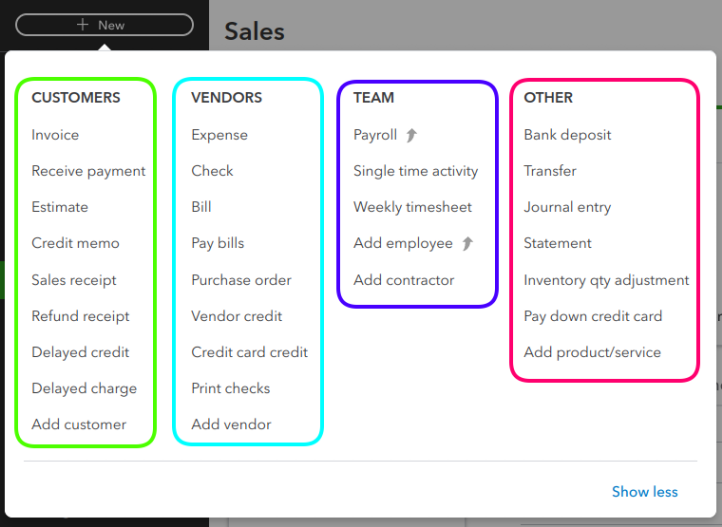 + New
Sales
CUSTOMERS
Invoice
Receive payment
Estimate
Credit memo
Sales receipt
Refund receipt
Delayed credit
Delayed charge
Add customer
VENDORS
Expense
Check
Bill
Pay bills
Purchase order
Vendor credit
Credit card credit
Print checks
Add vendor
TEAM
Payroll
Single time activity
Weekly timesheet
Add employee
Add contractor
OTHER
Bank deposit
Transfer
Journal entry
Statement
Inventory qty adjustment
Pay down credit card
Add product/service
Show less